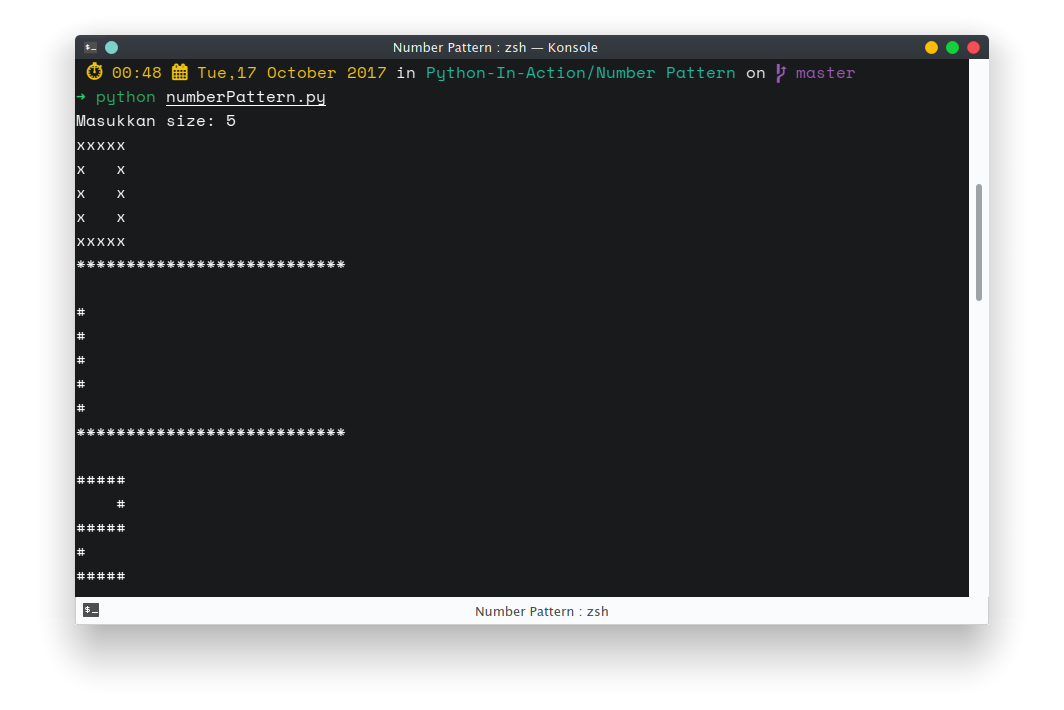 Number Pattern : zsh — Konsole
00:48 Tue,17 October 2017 in Python-In-Action/Number Pattern on master
➜ python numberPattern.py
Masukkan size: 5
xxxxx
x   x
x   x
x   x
xxxxx
***************************
#
#
#
#
#
***************************
#####
    #
#####
#
#####
Number Pattern : zsh